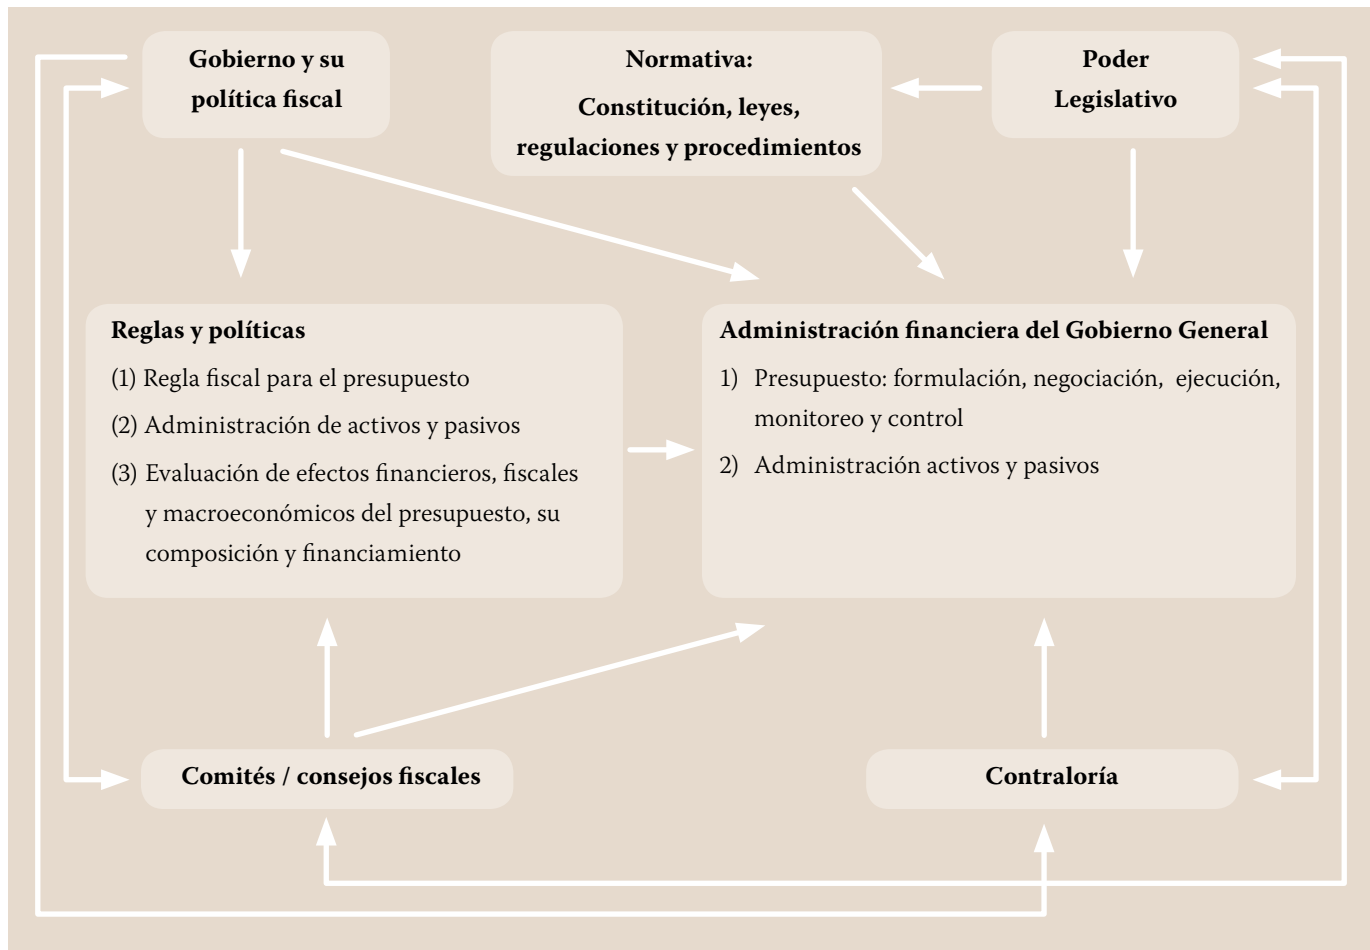 Gobierno y su
política fiscal
Normativa:
Constitución, leyes,
regulaciones y procedimientos
Poder
Legislativo
Reglas y políticas
(1) Regla fiscal para el presupuesto
(2) Administración de activos y pasivos
(3) Evaluación de efectos financieros, fiscales
y macroeconómicos del presupuesto, su
composición y financiamiento
Administración financiera del Gobierno General
1) Presupuesto: formulación, negociación, ejecución,
monitoreo y control
2) Administración activos y pasivos
Comités / consejos fiscales
Contraloría